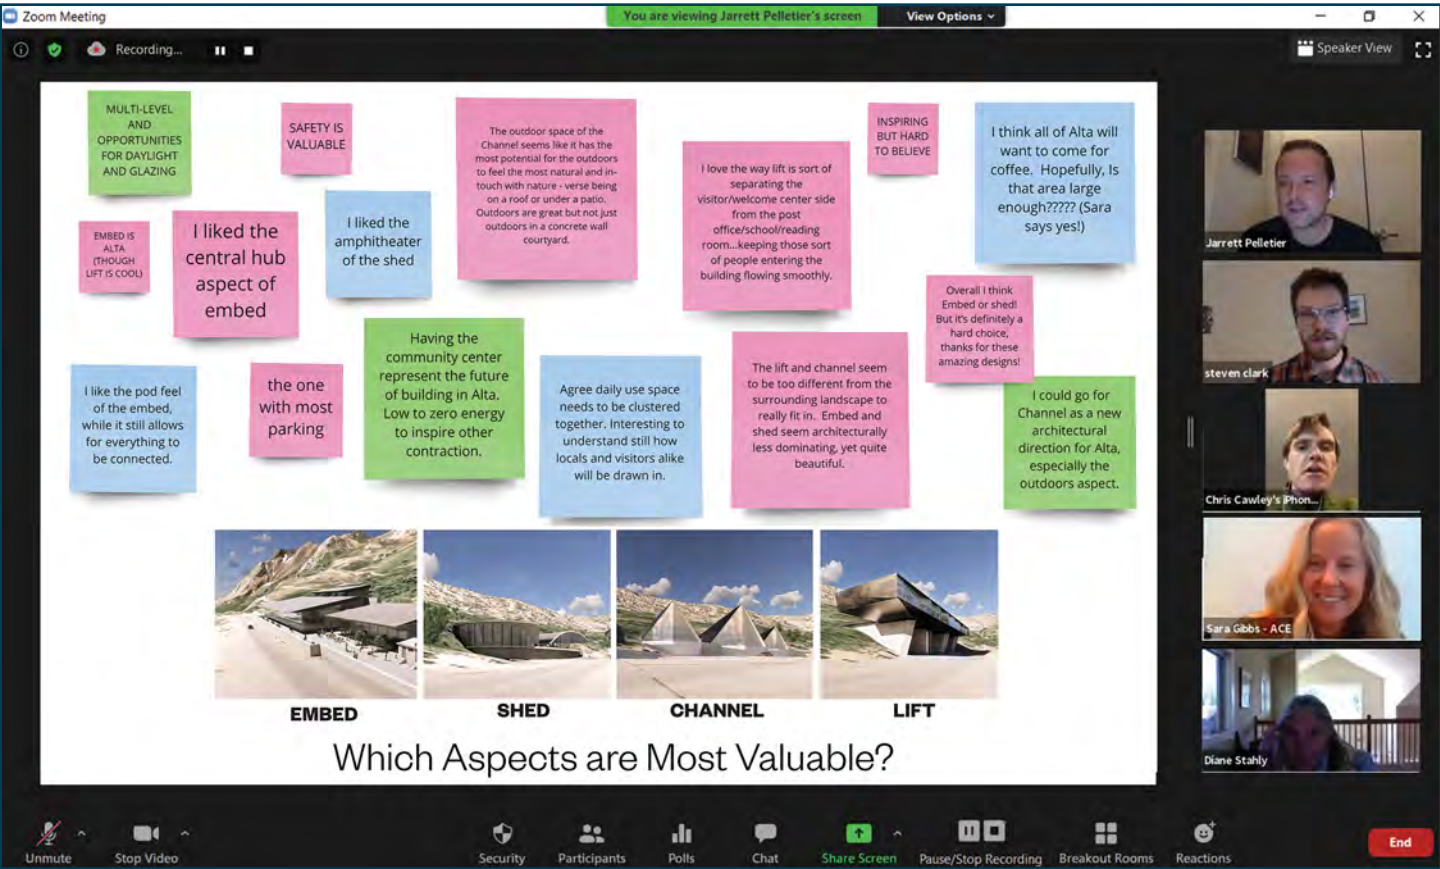 Zoom Meeting
You are viewing Jarrett Pelletier's screen
View Options
Recording...
Speaker View
MULTI-LEVEL
AND
OPPORTUNITIES
FOR DAYLIGHT
AND GLAZING
SAFETY IS
VALUABLE
The outdoor space of the
Channel seems like it has the
most potential for the outdoors
to feel the most natural and in-
touch with nature - verse being
on a roof or under a patio.
Outdoors are great but not just
outdoors in a concrete wall
courtyard.
I love the way lift is sort of
separating the
visitor/welcome center side
from the post
office/school/reading
room...keeping those sort
of people entering the
building flowing smoothly.
INSPIRING
BUT HARD
TO BELIEVE
I think all of Alta will
want to come for
coffee. Hopefully, Is
that area large
enough????? (Sara
says yes!)
EMBED IS
ALTA
(THOUGH
LIFT IS COOL)
I liked the
central hub
aspect of
embed
I liked the
amphitheater
of the shed
Overall I think
Embed or shed!
But it's definitely a
hard choice,
thanks for these
amazing designs!
I like the pod feel
of the embed,
while it still allows
for everything to
be connected.
the one
with most
parking
Having the
community center
represent the future
of building in Alta.
Low to zero energy
to inspire other
contraction.
Agree daily use space
needs to be clustered
together. Interesting to
understand still how
locals and visitors alike
will be drawn in.
The lift and channel seem
to be too different from the
surrounding landscape to
really fit in. Embed and
shed seem architecturally
less dominating, yet quite
beautiful.
I could go for
Channel as a new
architectural
direction for Alta,
especially the
outdoors aspect.
EMBED
SHED
CHANNEL
LIFT
Which Aspects are Most Valuable?
Jarrett Pelletier
steven clark
Chris Cawley's iPhon...
Sara Gibbs - ACE
Diane Stahly
Unmute
Stop Video
Security
Participants
Polls
Chat
Share Screen
Pause/Stop Recording
Breakout Rooms
Reactions
End